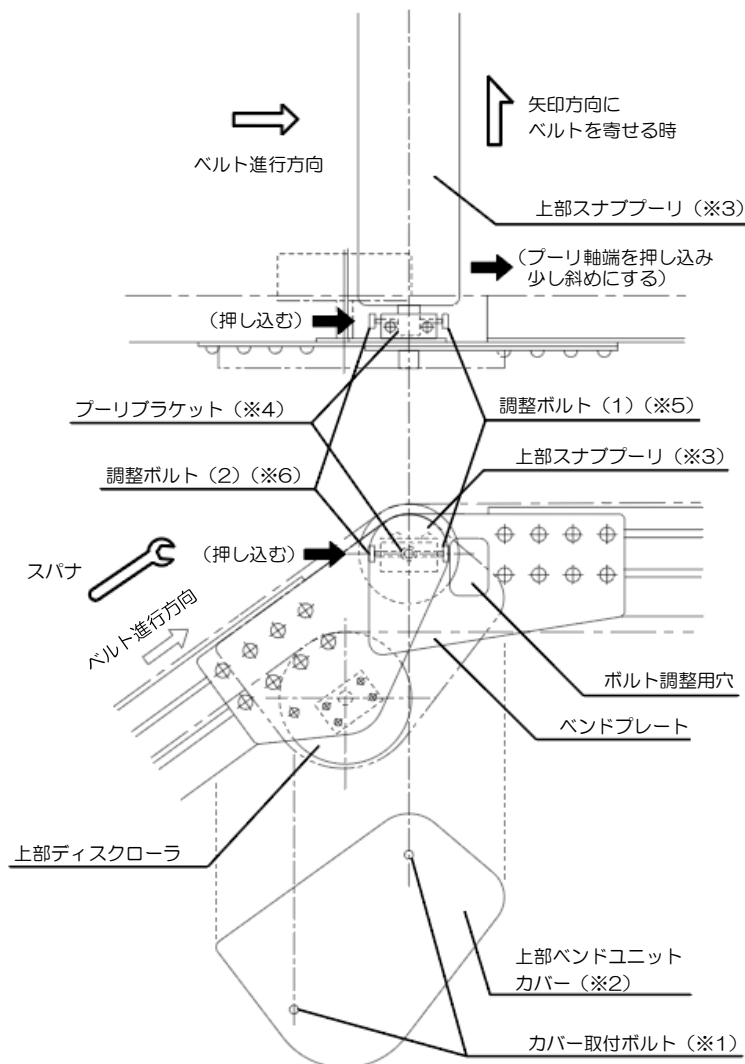 矢印方向に
ベルトを寄せる時
ベルト進行方向
上部スナブプーリ（※3）
（プーリ軸端を押し込み
少し斜めにする）
（押し込む）
プーリブラケット（※4）
調整ボルト（1）（※5）
上部スナブプーリ（※3）
調整ボルト（2）（※6）
（押し込む）
スパナ
ベルト進行方向
ボルト調整用穴
ベンドプレート
上部ディスクローラ
上部ベンドユニット
カバー（※2）
カバー取付ボルト（※1）